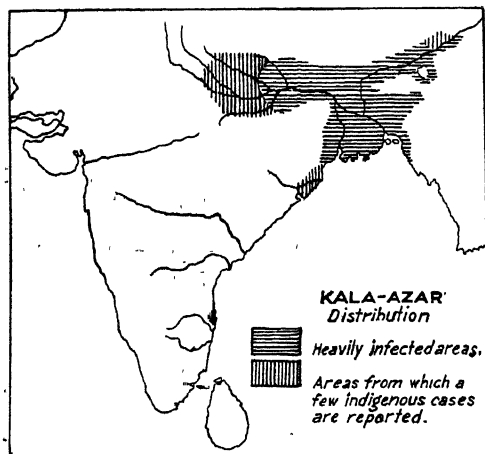 KALA-AZAR
Distribution
Heavily infected areas.
Areas from which a
few indigenous cases
are reported.